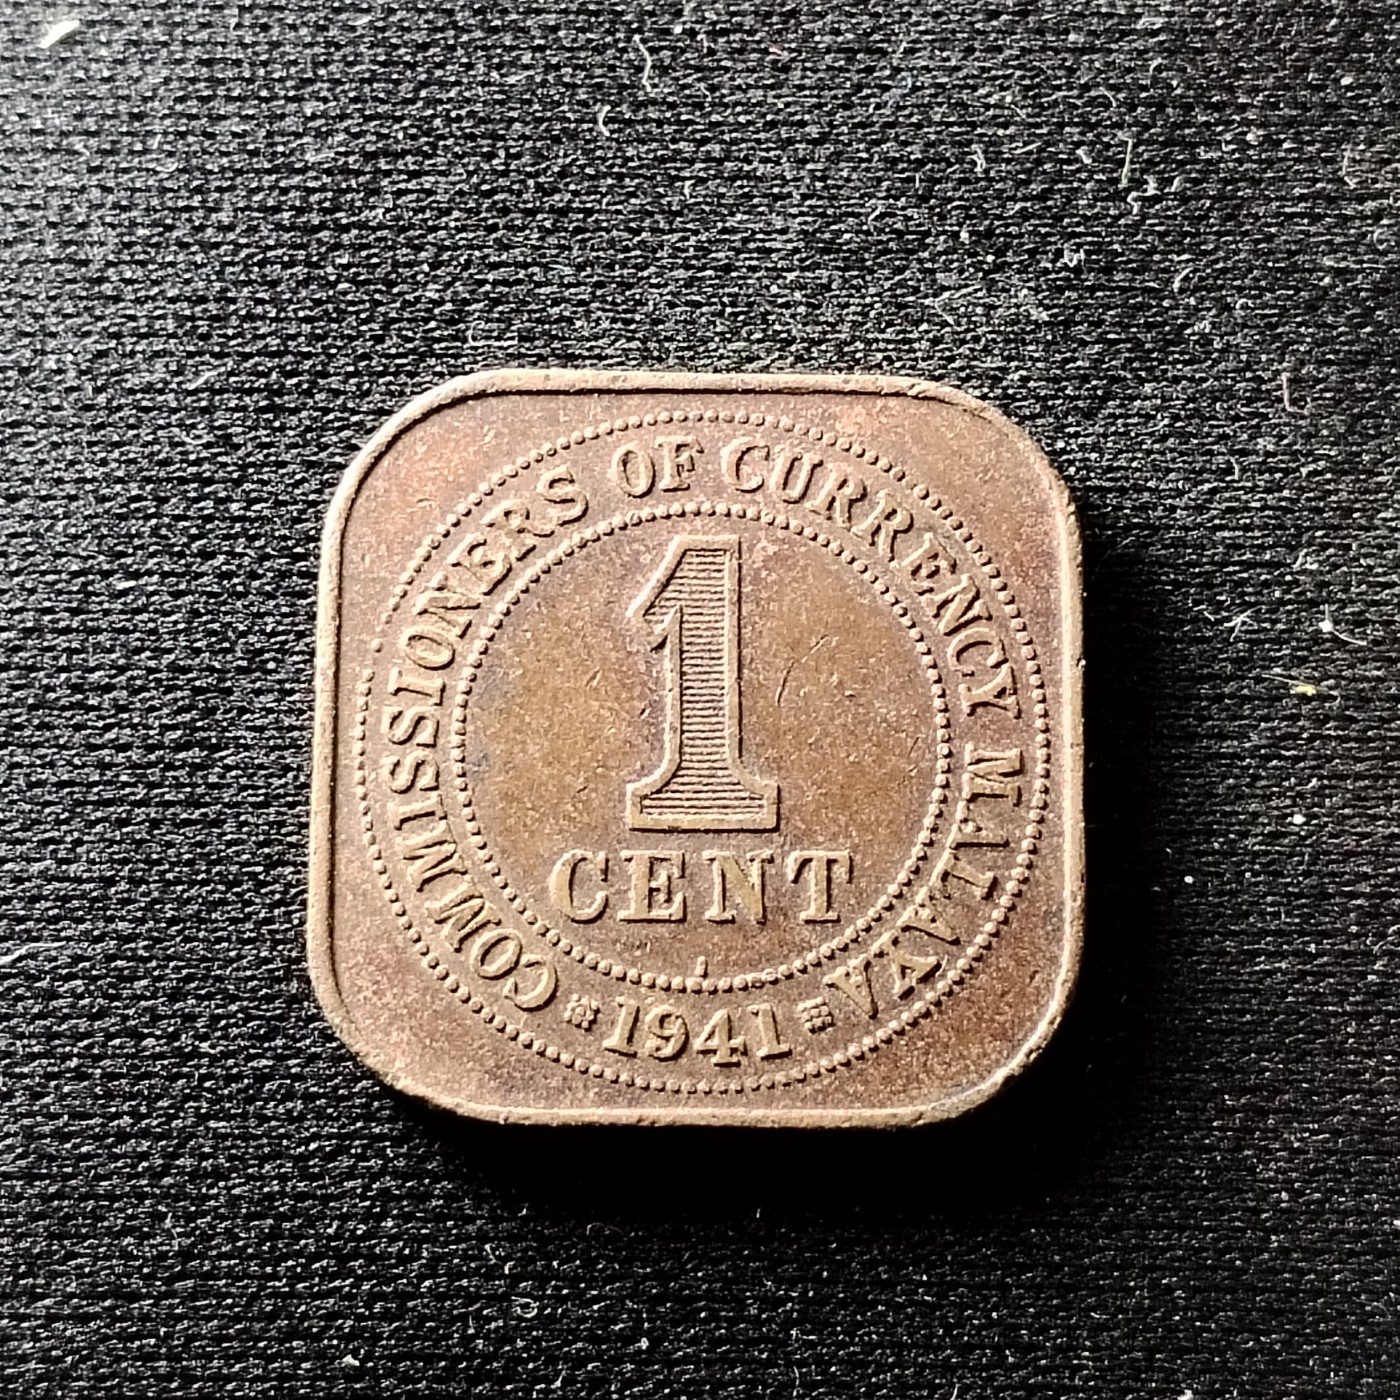 COMMISSIONERS OF CURRENCY MALAYA
1
CENT
I
1941